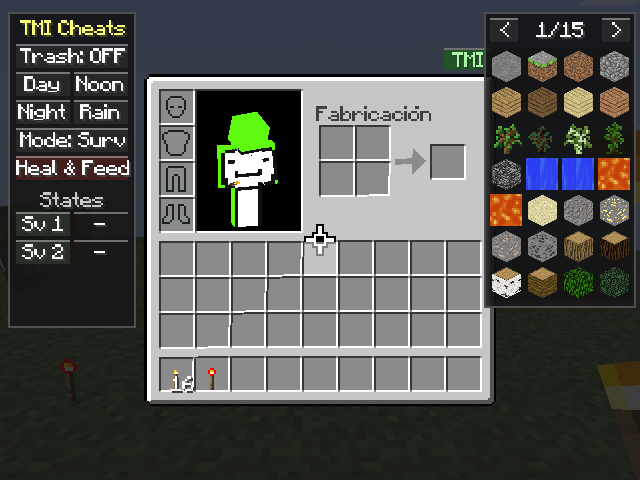 TMI Cheats
Trash: OFF
Day Noon
Night Rain
Mode: Surv
Heal & Feed
States
Sv 1 -
Sv 2 -
TMI
< 1/15 >
Fabricación